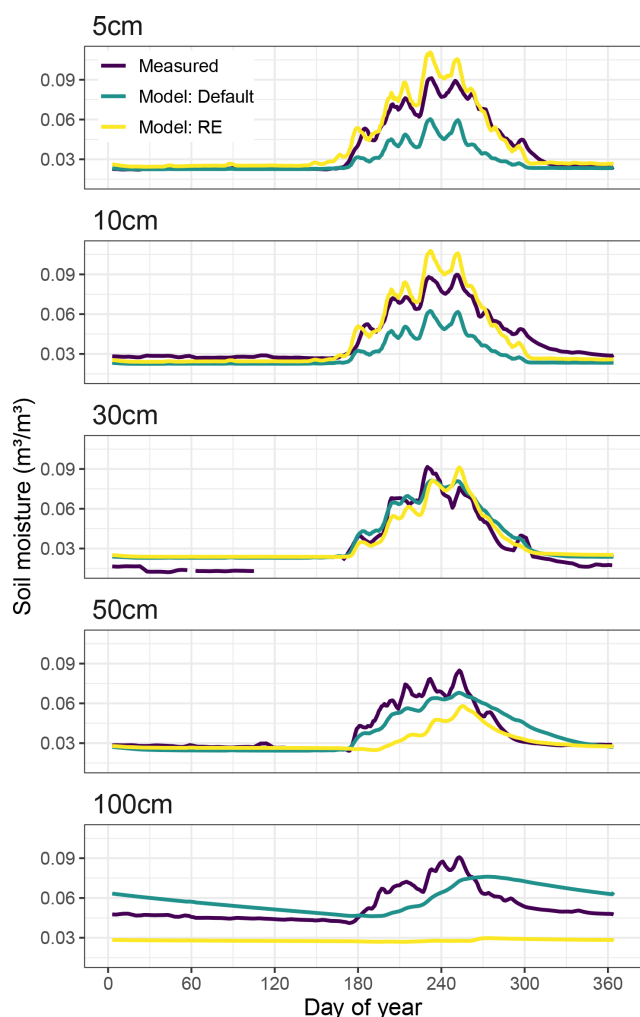 5cm
Measured
Model: Default
Model: RE
0.09
0.06
0.03
10cm
0.09
0.06
0.03
30cm
0.09
0.06
0.03
50cm
0.09
0.06
0.03
100cm
0.09
0.06
0.03
0 60 120 180 240 300 360
Day of year
Soil moisture (m³/m³)